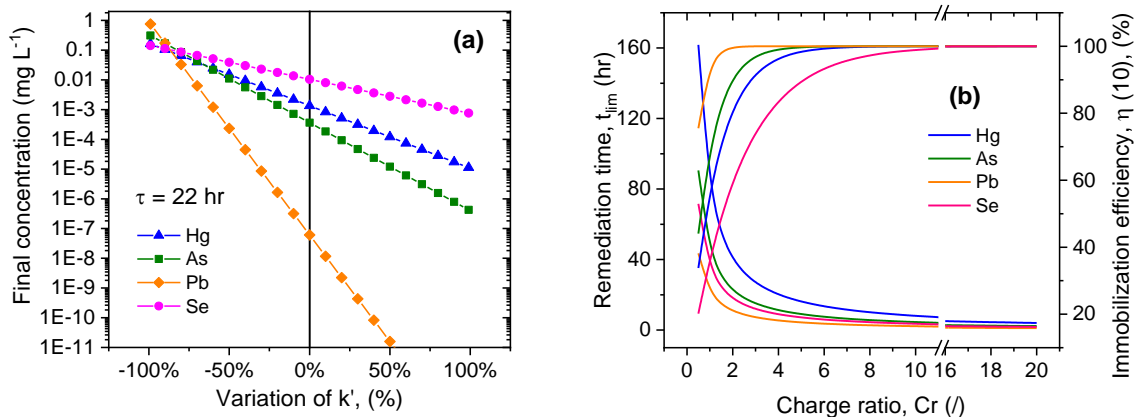 1
0.1
0.01
1E-3
1E-4
1E-5
1E-6
1E-7
1E-8
1E-9
1E-10
1E-11
Final concentration (mg L-1)
(a)
τ = 22 hr
Hg
As
Pb
Se
-100% -50% 0% 50% 100%
Variation of k', (%)
160
120
80
40
0
Remediation time, tlim (hr)
(b)
Hg
As
Pb
Se
100
80
60
40
20
Immobilization efficiency, η (10), (%)
0 2 4 6 8 10 16 18 20
Charge ratio, Cr (/)